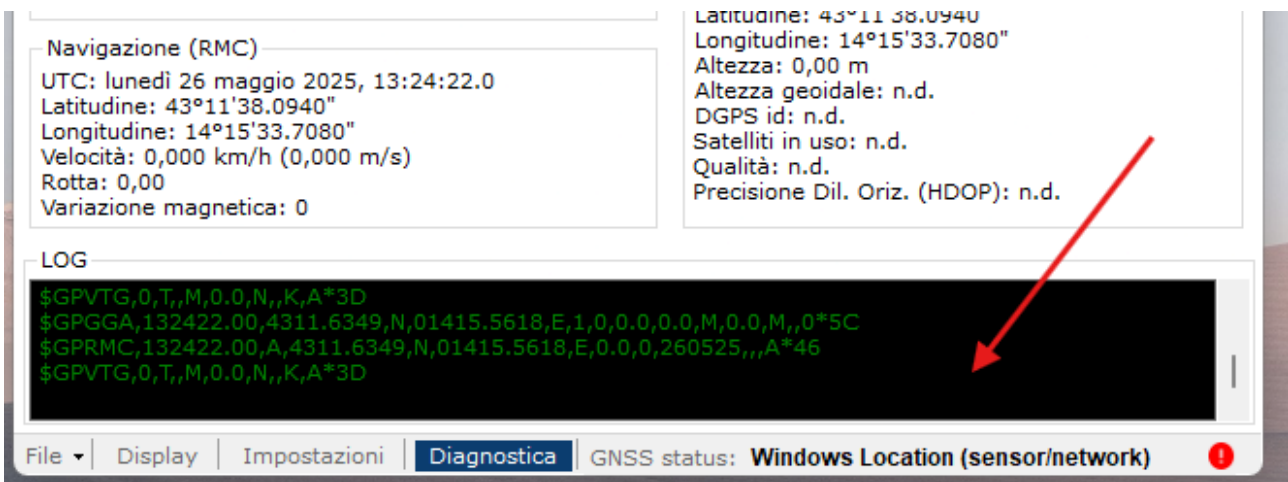 Navigazione (RMC)
UTC: lunedì 26 maggio 2025, 13:24:22.0
Latitudine: 43°11'38.0940"
Longitudine: 14°15'33.7080"
Velocità: 0,000 km/h (0,000 m/s)
Rotta: 0,00
Variazione magnetica: 0
Latitudine: 43°11'38.0940"
Longitudine: 14°15'33.7080"
Altezza: 0,00 m
Altezza geoidale: n.d.
DGPS id: n.d.
Satelliti in uso: n.d.
Qualità: n.d.
Precisione Dil. Oriz. (HDOP): n.d.
LOG
$GPVTG,0,T,,M,0.0,N,,K,A*3D
$GPGGA,132422.00,4311.6349,N,01415.5618,E,1,0,0.0,0.0,M,0.0,M,,0*5C
$GPRMC,132422.00,A,4311.6349,N,01415.5618,E,0.0,0,260525,,,A*46
$GPVTG,0,T,,M,0.0,N,,K,A*3D
File Display Impostazioni Diagnostica GNSS status: Windows Location (sensor/network)